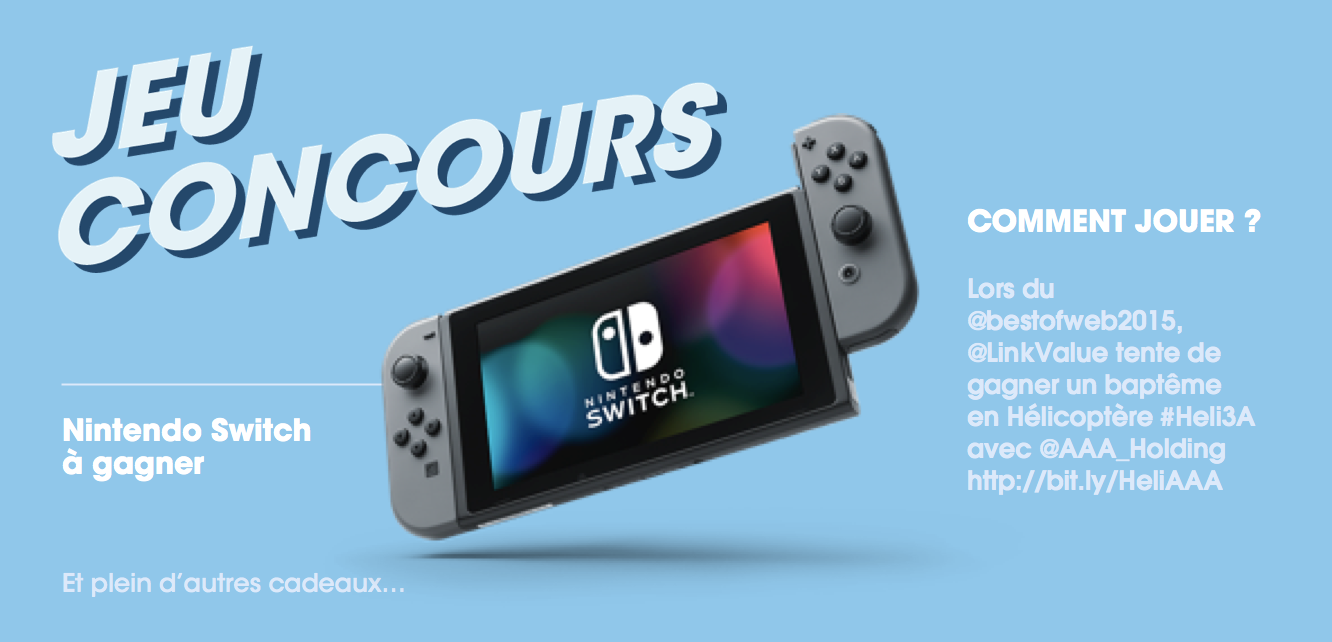 JEU
CONCOURS
Nintendo Switch
à gagner
Et plein d’autres cadeaux...
NINTENDO
SWITCH™
COMMENT JOUER ?
Lors du
@bestofweb2015,
@LinkValue tente de
gagner un baptême
en Hélicoptère #Heli3A
avec @AAA_Holding
http://bit.ly/HeliAAA